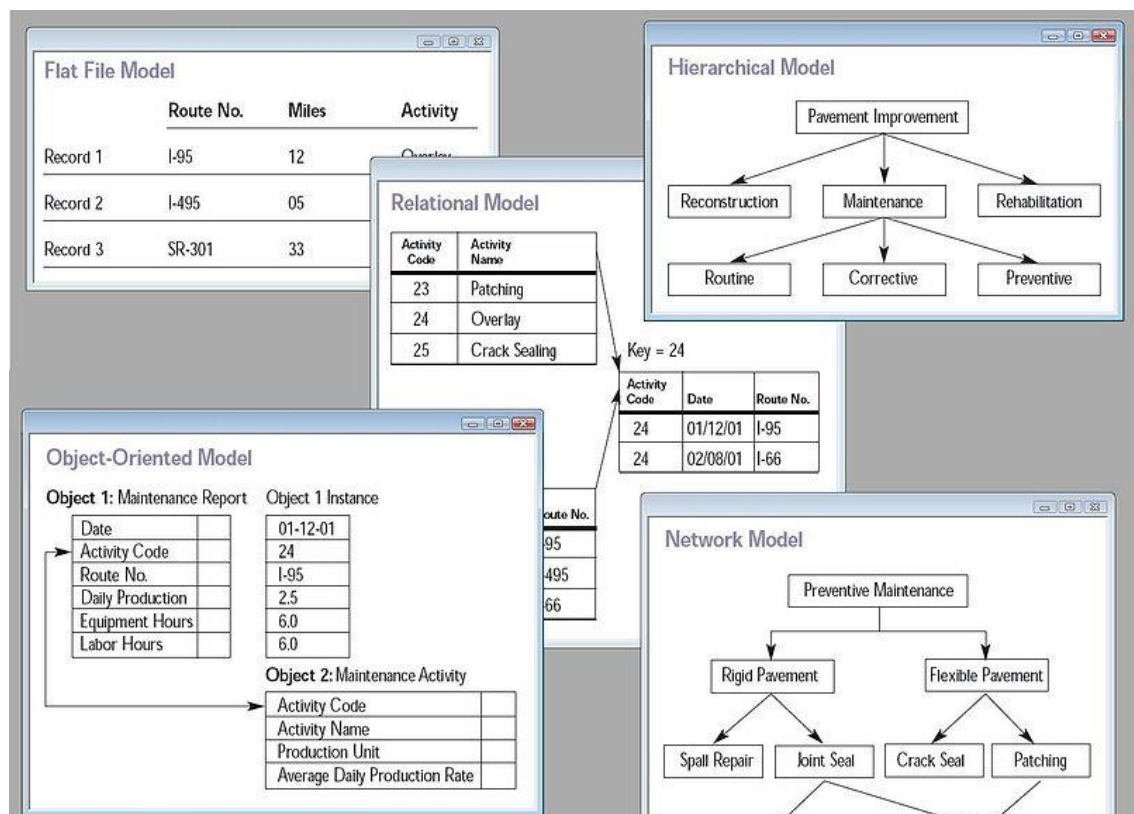 Flat File Model
Route No. Miles Activity
Record 1 I-95 12 Overlay
Record 2 I-495 05
Record 3 SR-301 33
Hierarchical Model
Pavement Improvement
Reconstruction Maintenance Rehabilitation
Routine Corrective Preventive
Relational Model
Activity Code Activity Name
23 Patching
24 Overlay
25 Crack Sealing
Key = 24
Activity Code Date Route No.
24 01/12/01 I-95
24 02/08/01 I-66
oute No.
-95
-495
-66
Object-Oriented Model
Object 1: Maintenance Report Object 1 Instance
Date 01-12-01
Activity Code 24
Route No. I-95
Daily Production 2.5
Equipment Hours 6.0
Labor Hours 6.0
Object 2: Maintenance Activity
Activity Code
Activity Name
Production Unit
Average Daily Production Rate
Network Model
Preventive Maintenance
Rigid Pavement Flexible Pavement
Spall Repair Joint Seal Crack Seal Patching